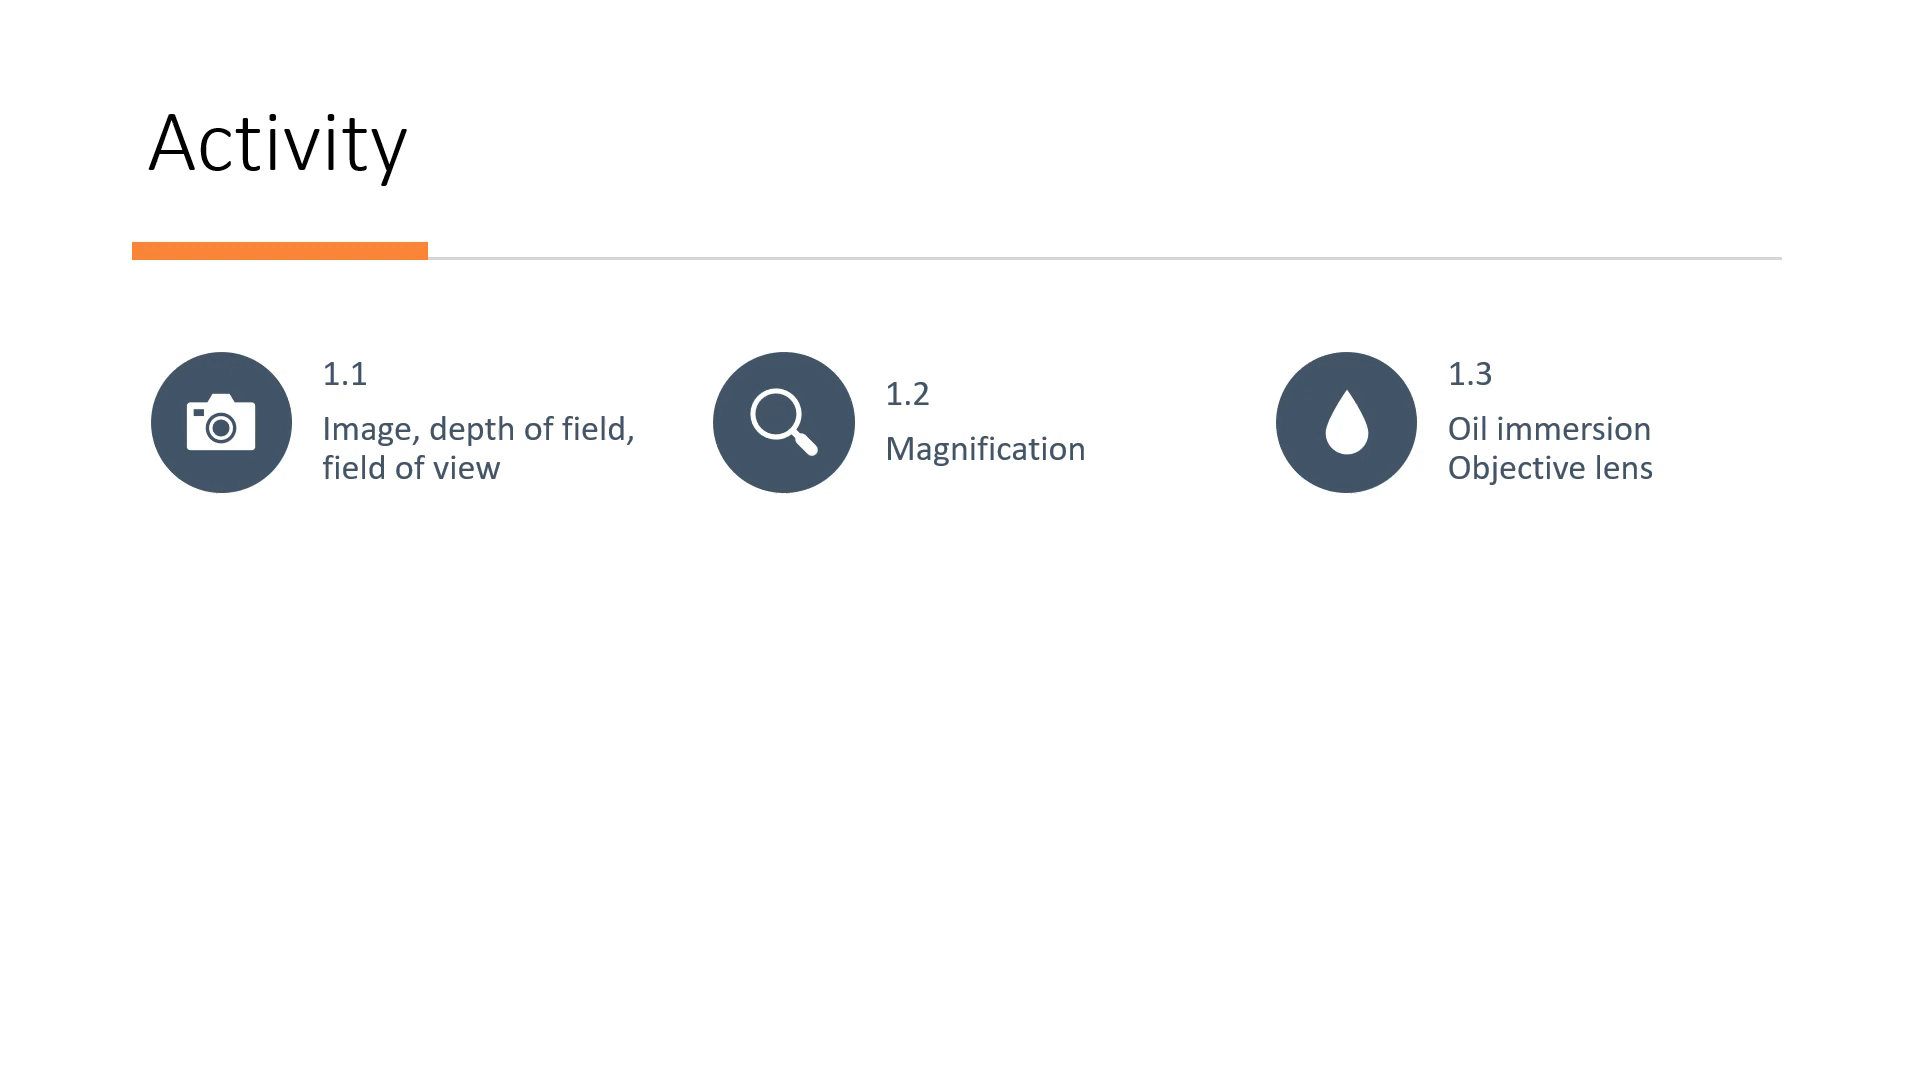 Activity
1.1
Image, depth of field,
field of view
1.2
Magnification
1.3
Oil immersion
Objective lens